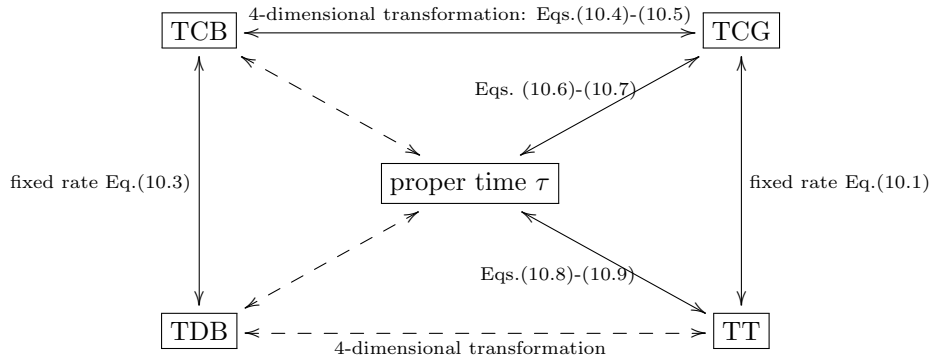 4-dimensional transformation: Eqs.(10.4)-(10.5)
TCB
TCG
Eqs. (10.6)-(10.7)
fixed rate Eq.(10.3)
proper time τ
fixed rate Eq.(10.1)
Eqs.(10.8)-(10.9)
TDB
TT
4-dimensional transformation